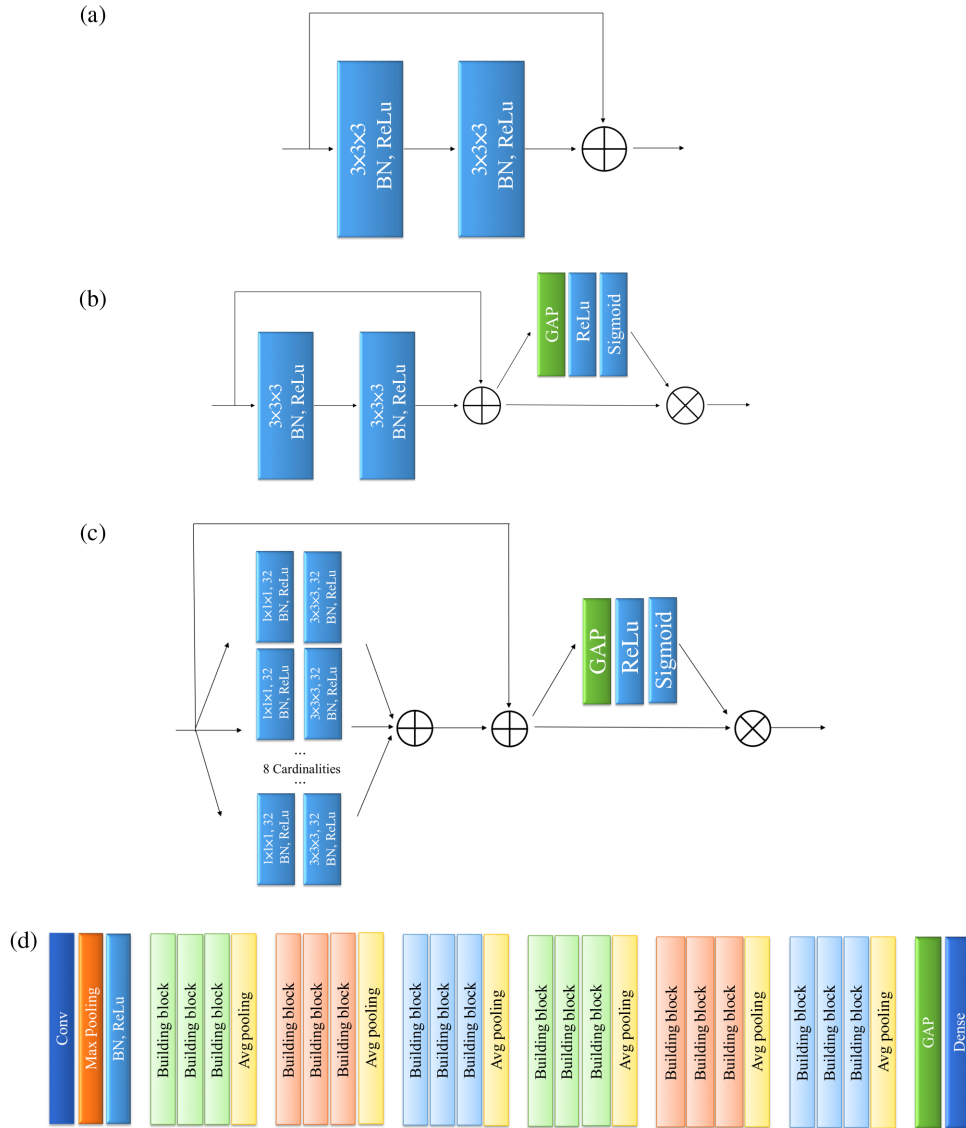 (a)
3×3×3
BN, ReLu
3×3×3
BN, ReLu
(b)
3×3×3
BN, ReLu
3×3×3
BN, ReLu
GAP
ReLu
Sigmoid
(c)
1×1×1, 32
BN, ReLu
3×3×3, 32
BN, ReLu
1×1×1, 32
BN, ReLu
3×3×3, 32
BN, ReLu
...
8 Cardinalities
...
1×1×1, 32
BN, ReLu
3×3×3, 32
BN, ReLu
GAP
ReLu
Sigmoid
(d)
Conv
Max Pooling
BN, ReLu
Building block
Building block
Building block
Avg pooling
Building block
Building block
Building block
Avg pooling
Building block
Building block
Building block
Avg pooling
Building block
Building block
Building block
Avg pooling
Building block
Building block
Building block
Avg pooling
Building block
Building block
Building block
Avg pooling
GAP
Dense